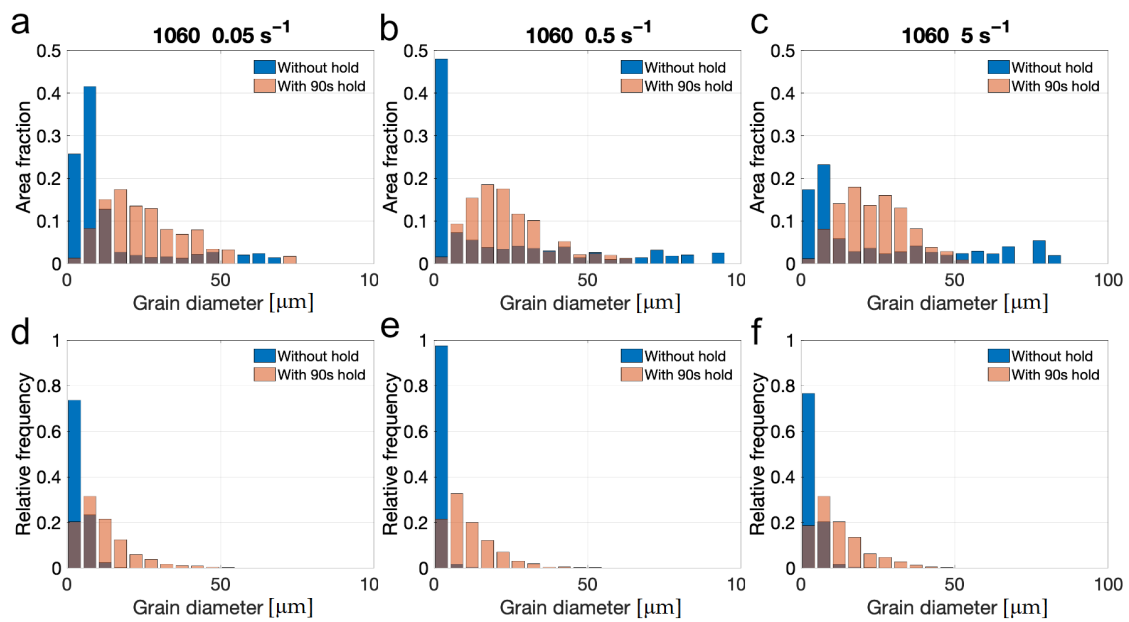 a
1060 0.05 s⁻¹
Area fraction
0.5
0.4
0.3
0.2
0.1
0
Without hold
With 90s hold
0
50
10
Grain diameter [μm]
b
1060 0.5 s⁻¹
Area fraction
0.5
0.4
0.3
0.2
0.1
0
Without hold
With 90s hold
0
50
10
Grain diameter [μm]
c
1060 5 s⁻¹
Area fraction
0.5
0.4
0.3
0.2
0.1
0
Without hold
With 90s hold
0
50
100
Grain diameter [μm]
d
Relative frequency
1
0.8
0.6
0.4
0.2
0
Without hold
With 90s hold
0
50
10
Grain diameter [μm]
e
Relative frequency
1
0.8
0.6
0.4
0.2
0
Without hold
With 90s hold
0
50
10
Grain diameter [μm]
f
Relative frequency
1
0.8
0.6
0.4
0.2
0
Without hold
With 90s hold
0
50
100
Grain diameter [μm]